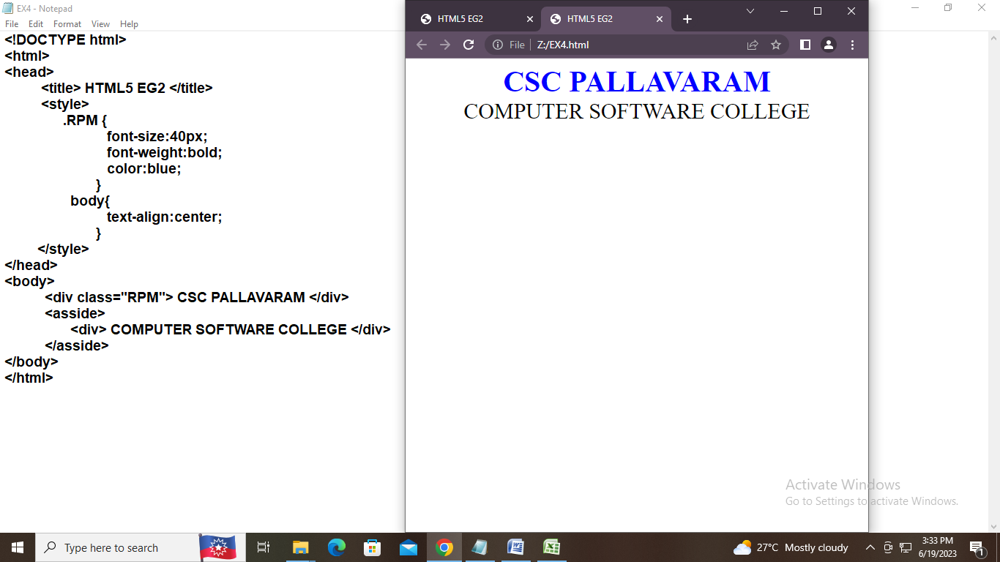 EX4 - Notepad
File Edit Format View Help
<!DOCTYPE html>
<html>
<head>
<title> HTML5 EG2 </title>
<style>
.RPM {
font-size:40px;
font-weight:bold;
color:blue;
}
body{
text-align:center;
}
</style>
</head>
<body>
<div class="RPM"> CSC PALLAVARAM </div>
<asside>
<div> COMPUTER SOFTWARE COLLEGE </div>
</asside>
</body>
</html>
HTML5 EG2 HTML5 EG2
File Z:/EX4.html
CSC PALLAVARAM
COMPUTER SOFTWARE COLLEGE
Activate Windows
Go to Settings to activate Windows.
Type here to search
27°C Mostly cloudy
3:33 PM
6/19/2023
1